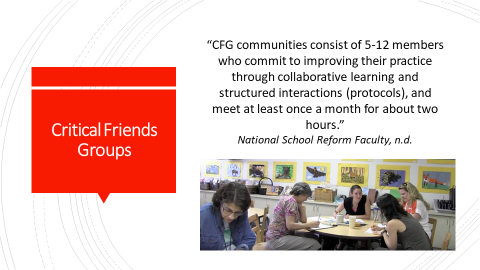 Critical Friends
Groups
“CFG communities consist of 5-12 members
who commit to improving their practice
through collaborative learning and
structured interactions (protocols), and
meet at least once a month for about two
hours.”
National School Reform Faculty, n.d.